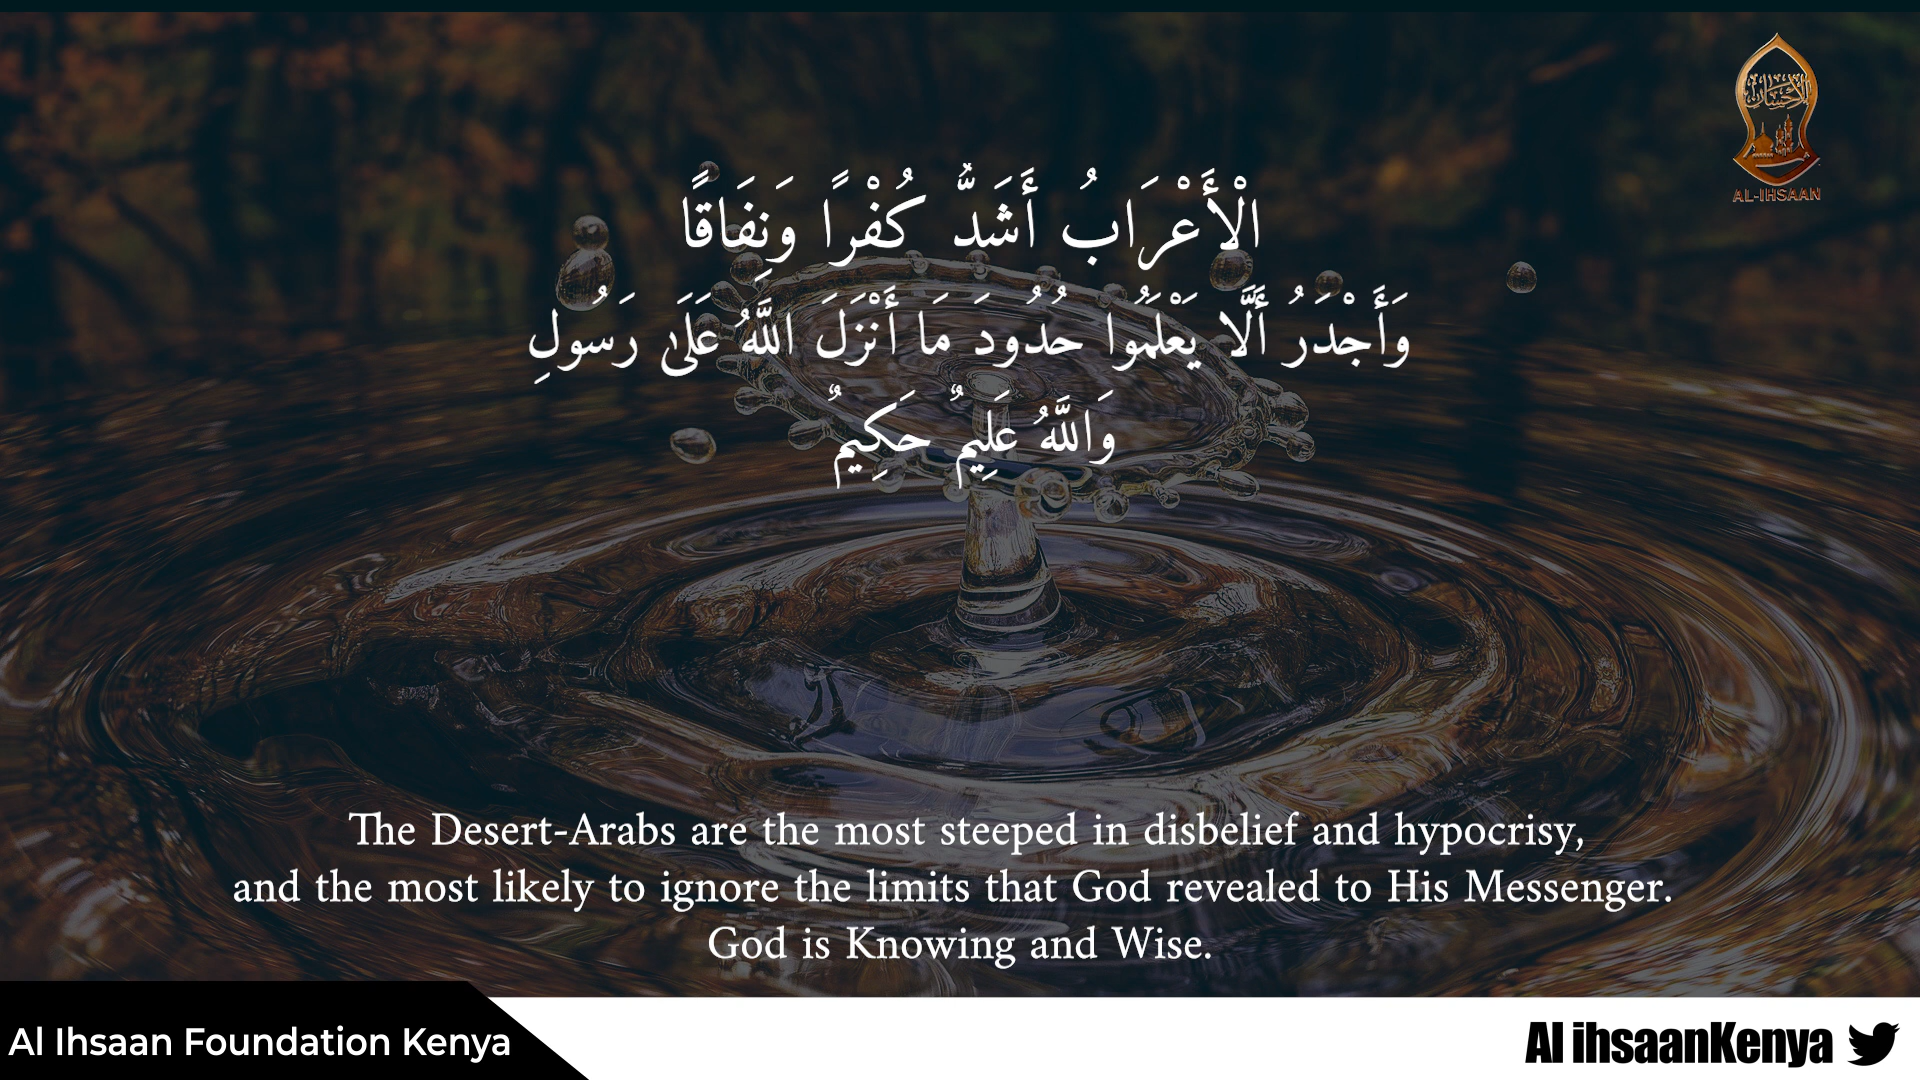 الإحسان
AL-IHSAAN
الْأَعْرَابُ أَشَدُّ كُفْرًا وَنِفَاقًا
وَأَجْدَرُ أَلَّا يَعْلَمُوا حُدُودَ مَا أَنْزَلَ اللَّهُ عَلَىٰ رَسُولِ
وَاللَّهُ عَلِيمٌ حَكِيمٌ
The Desert-Arabs are the most steeped in disbelief and hypocrisy,
and the most likely to ignore the limits that God revealed to His Messenger.
God is Knowing and Wise.
Al Ihsaan Foundation Kenya
Al ihsaanKenya